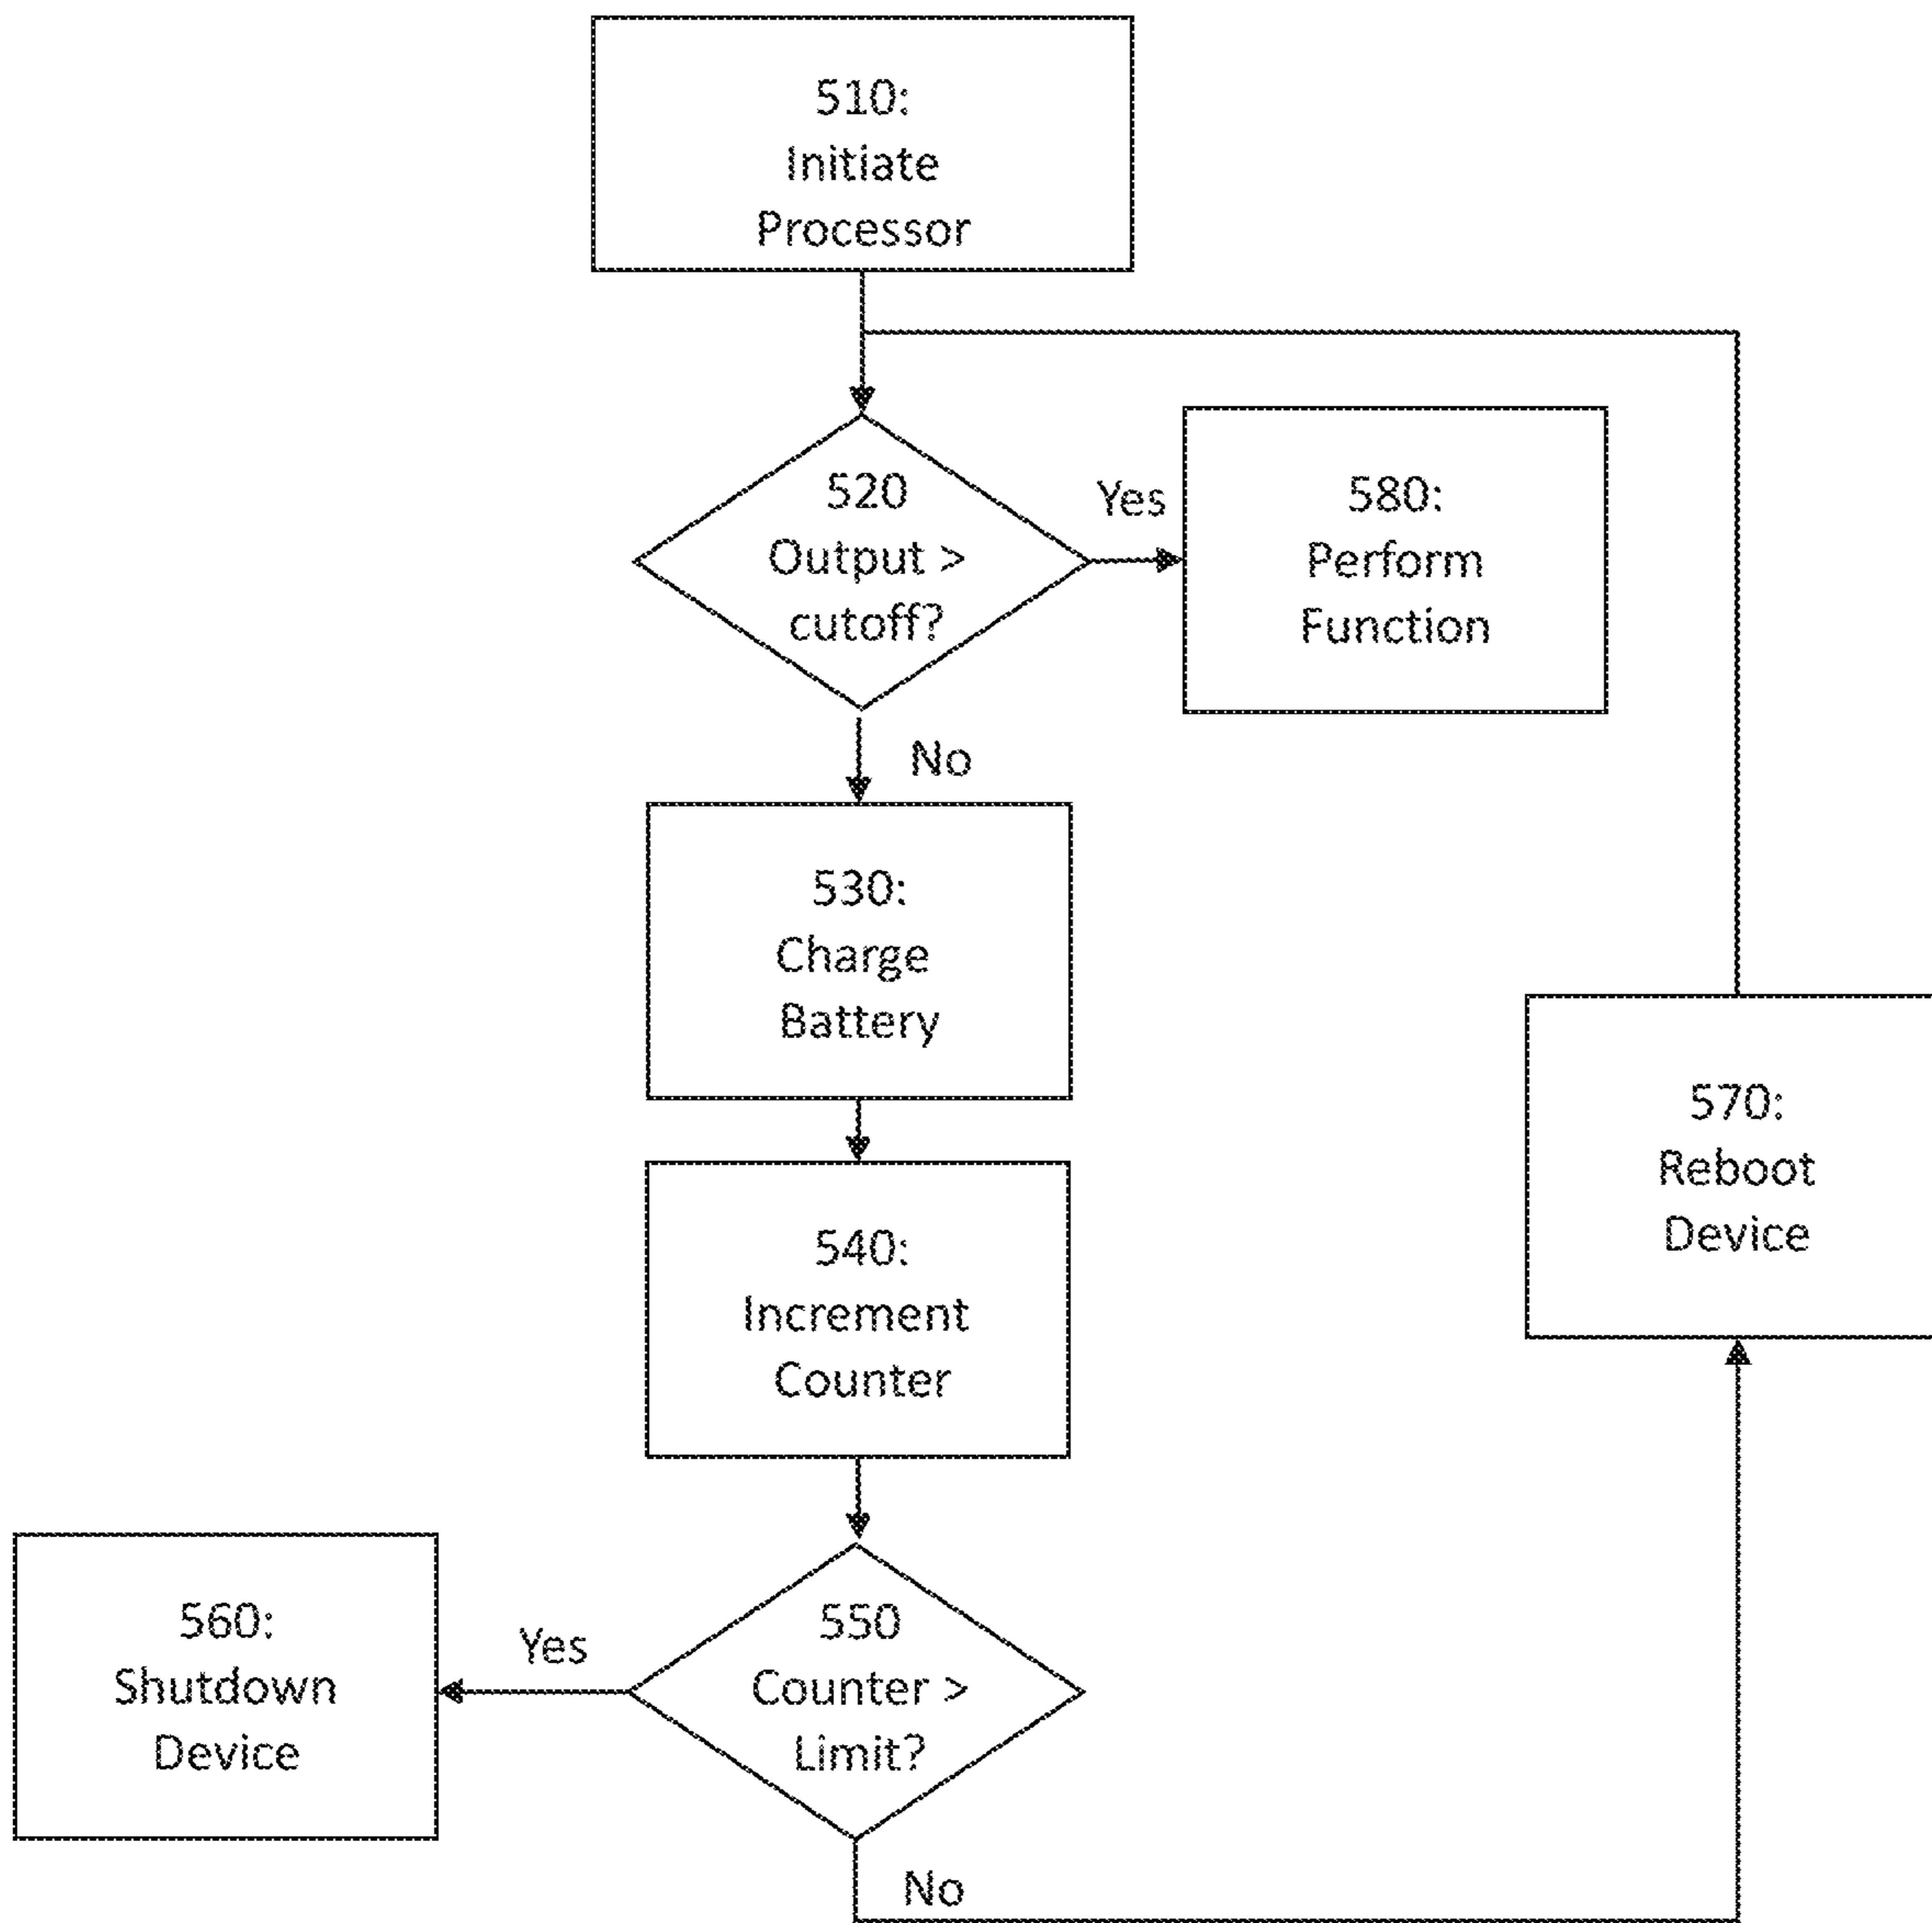 510:
Initiate
Processor
520
Output >
cutoff?
Yes
580:
Perform
Function
No
530:
Charge
Battery
540:
Increment
Counter
570:
Reboot
Device
550
Counter >
Limit?
Yes
560:
Shutdown
Device
No